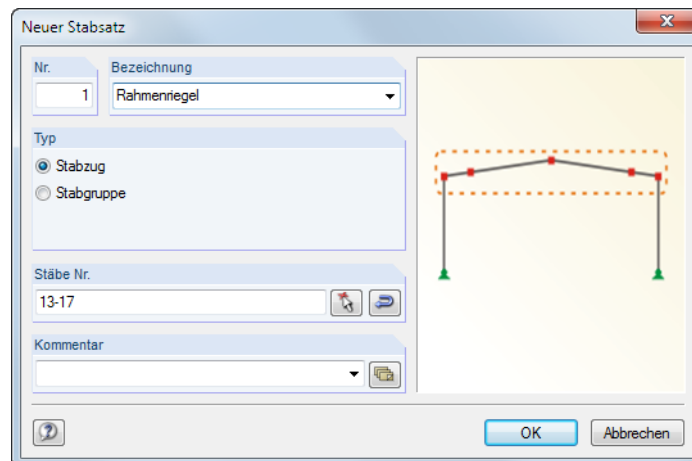 Neuer Stabsatz
Nr.
Bezeichnung
1
Rahmenriegel
Typ
Stabzug
Stabgruppe
Stäbe Nr.
13-17
Kommentar
OK
Abbrechen